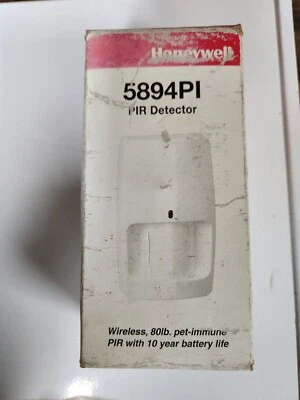 Honeywell
5894PI
PIR Detector
Wireless, 80lb. pet-immune
PIR with 10 year battery life